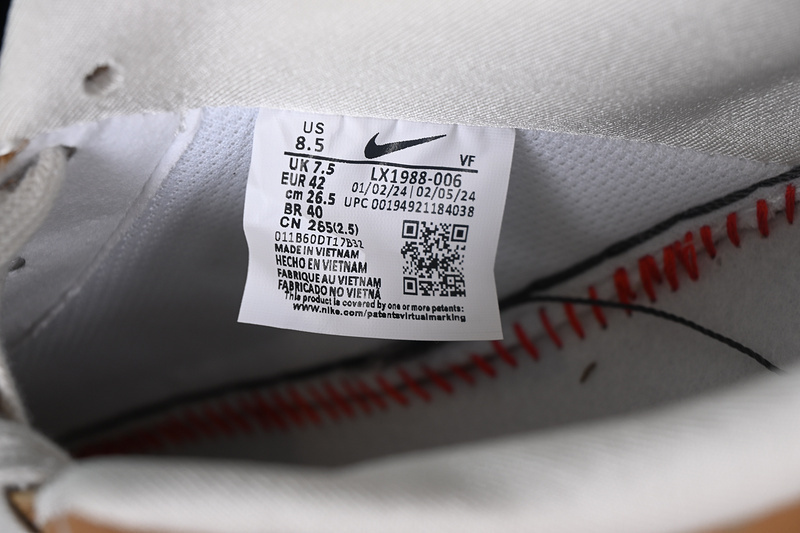 US
8.5
UK 7.5
EUR 42
cm 26.5
BR 40
CN 265(2.5)
VF
LX1988-006
01/02/24 | 02/05/24
UPC 00194921184038
011B60DT17B32
MADE IN VIETNAM
HECHO EN VIETNAM
FABRIQUE AU VIETNAM
FABRICADO NO VIETNÃ
This product is covered by one or more patents:
www.nike.com/patentsvirtualmarking